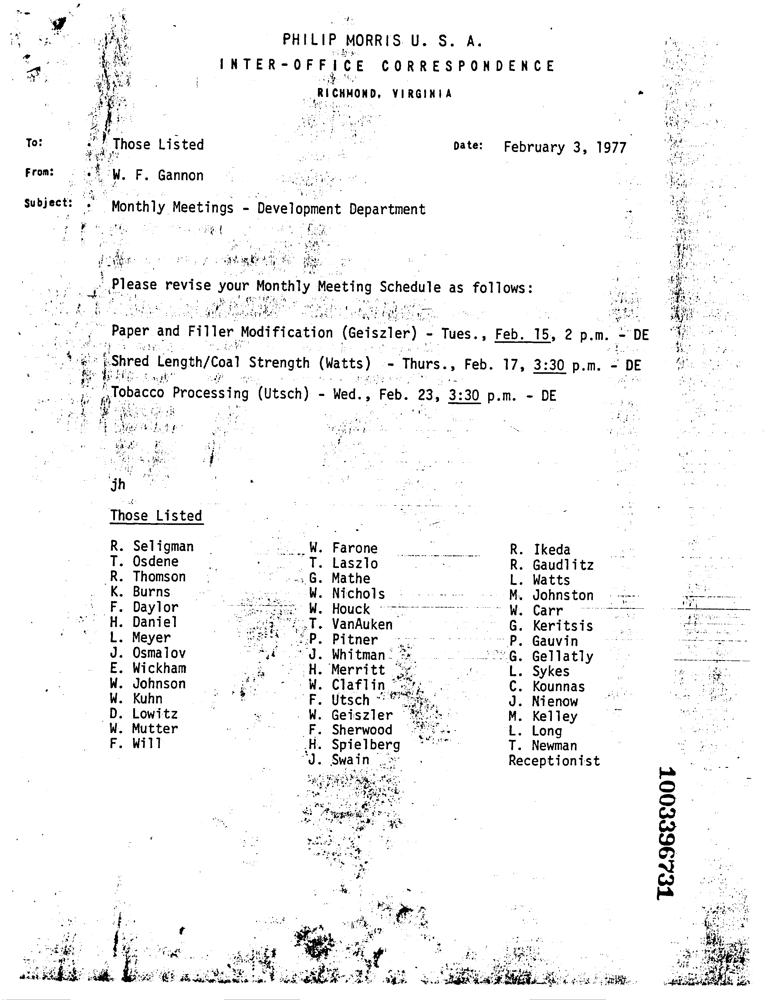 PHILIP MORRIS U. S. A.
INTER-OFFICE CORRESPONDENCE
RICHMOND, VIRGINIA
To: Those Listed Date: February 3, 1977
From: W. F. Gannon
Subject: Monthly Meetings - Development Department
Please revise your Monthly Meeting Schedule as follows:
Paper and Filler Modification (Geiszler) - Tues., Feb. 15, 2 p.m. - DE
Shred Length/Coal Strength (Watts) - Thurs., Feb. 17, 3:30 p.m. - DE
Tobacco Processing (Utsch) - Wed., Feb. 23, 3:30 p.m. - DE
jh
Those Listed
R. Seligman
T. Osdene
R. Thomson
K. Burns
F. Daylor
H. Daniel
L. Meyer
J. Osmalov
E. Wickham
W. Johnson
W. Kuhn
D. Lowitz
W. Mutter
F. Will
W. Farone
T. Laszlo
G. Mathe
W. Nichols
W. Houck
T. VanAuken
P. Pitner
J. Whitman
H. Merritt
W. Claflin
F. Utsch
W. Geiszler
F. Sherwood
H. Spielberg
J. Swain
R. Ikeda
R. Gaudlitz
L. Watts
M. Johnston
W. Carr
G. Keritsis
P. Gauvin
G. Gellatly
L. Sykes
C. Kounnas
J. Nienow
M. Kelley
L. Long
T. Newman
Receptionist
1003396731